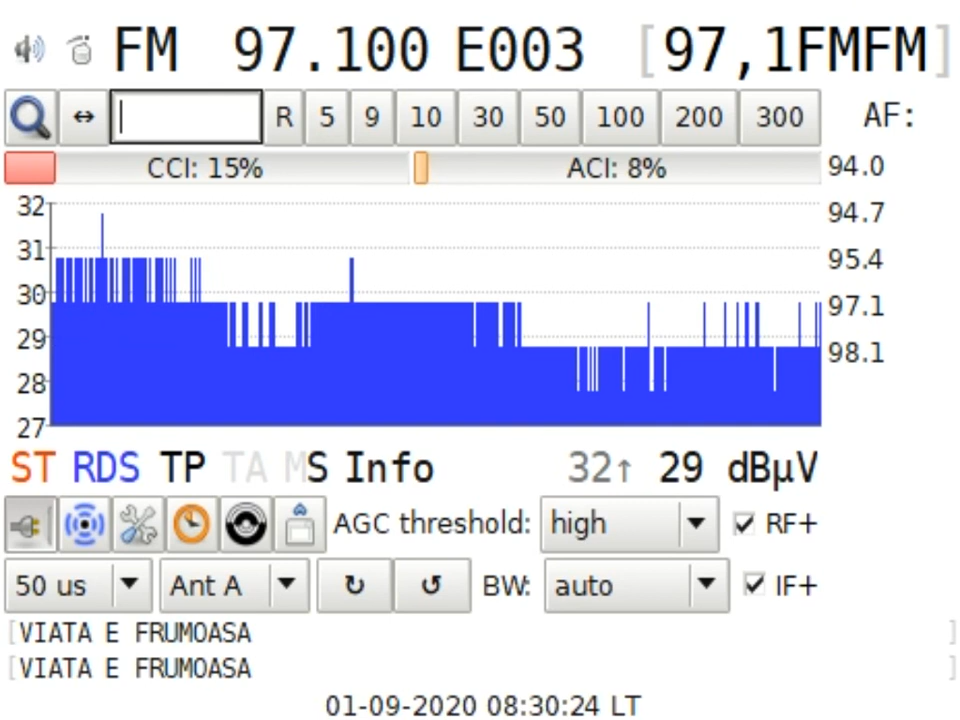 FM 97.100 E003 [97,1FMFM]
R 5 9 10 30 50 100 200 300 AF:
CCI: 15% ACI: 8% 94.0
32 94.7
31 95.4
30 97.1
29 98.1
28
27
ST RDS TP TA MS Info 32↑ 29 dBµV
AGC threshold: high RF+
50 us Ant A ↻ ↺ BW: auto IF+
[VIATA E FRUMOASA ]
[VIATA E FRUMOASA ]
01-09-2020 08:30:24 LT